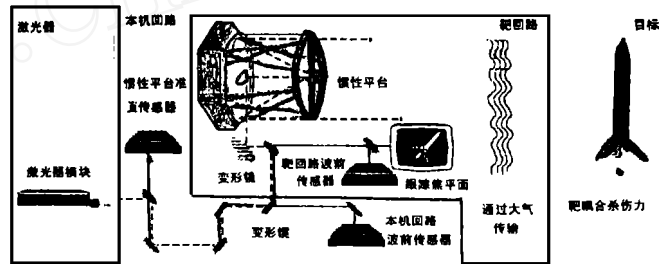 激光器
本机回路
靶回路
目标
惯性平台准
直传感器
惯性平台
激光器模块
变形镜
靶回路波前
传感器
跟踪焦平面
变形镜
本机回路
波前传感器
通过大气
传输
靶耦合杀伤力